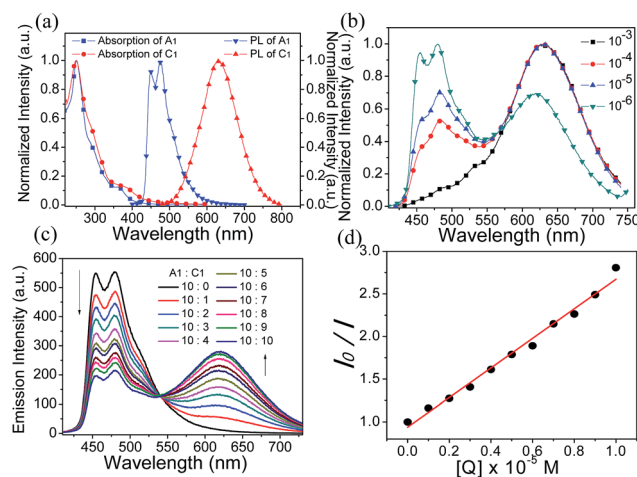 (a)
Absorption of A1
Absorption of C1
PL of A1
PL of C1
Normalized Intensity (a.u.)
1.0
0.8
0.6
0.4
0.2
0.0
300 400 500 600 700 800
Wavelength (nm)
1.0
0.8
0.6
0.4
0.2
0.0
Normalized Intensity (a.u.)
(b)
10-3
10-4
10-5
10-6
Normalized Intensity (a.u.)
1.0
0.8
0.6
0.4
0.2
0.0
400 450 500 550 600 650 700 750
Wavelength (nm)
(c)
A1 : C1
10 : 0
10 : 1
10 : 2
10 : 3
10 : 4
10 : 5
10 : 6
10 : 7
10 : 8
10 : 9
10 : 10
Emission Intensity (a.u.)
600
500
400
300
200
100
0
400 450 500 550 600 650 700
Wavelength (nm)
(d)
I0 / I
3.0
2.5
2.0
1.5
1.0
0.0 0.2 0.4 0.6 0.8 1.0
[Q] x 10-5 M